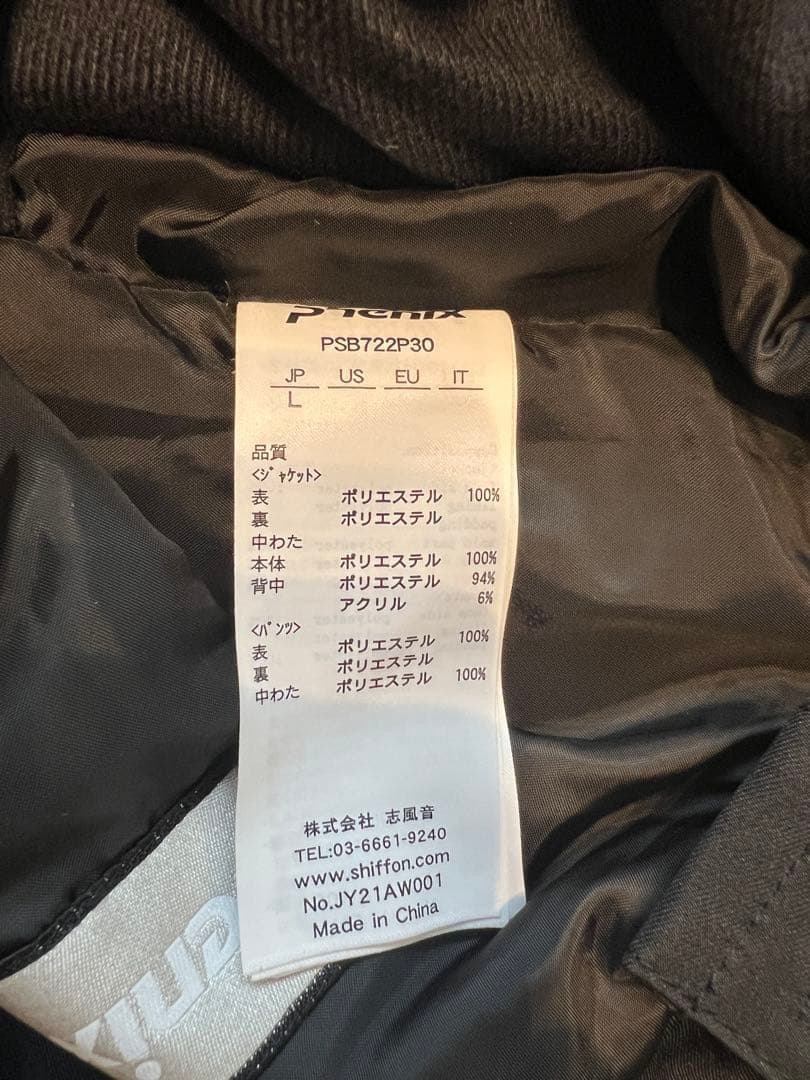 Phenix
PSB722P30
JP US EU IT
L
品質
<ｼﾞｬｹｯﾄ>
表 ポリエステル 100%
裏 ポリエステル
中わた
本体 ポリエステル 100%
背中 ポリエステル 94%
アクリル 6%
<ﾊﾟﾝﾂ>
表 ポリエステル 100%
裏 ポリエステル
中わた ポリエステル 100%
株式会社 志風音
TEL:03-6661-9240
www.shiffon.com
No.JY21AW001
Made in China
enix